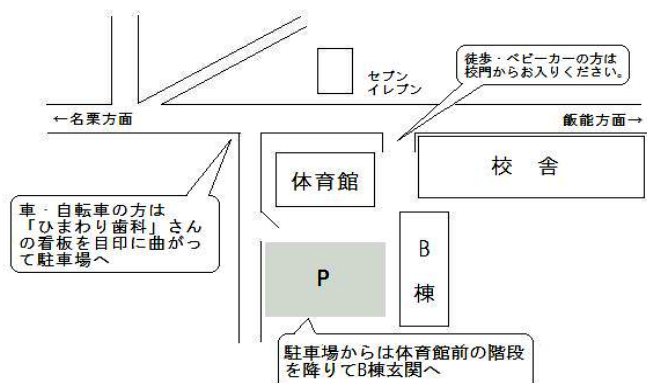 セブン
イレブン
徒歩・ベビーカーの方は
校門からお入りください。
←名栗方面
飯能方面→
体育館
校 舎
車・自転車の方は
「ひまわり歯科」さん
の看板を目印に曲がっ
て駐車場へ
P
B
棟
駐車場からは体育館前の階段
を降りてB棟玄関へ